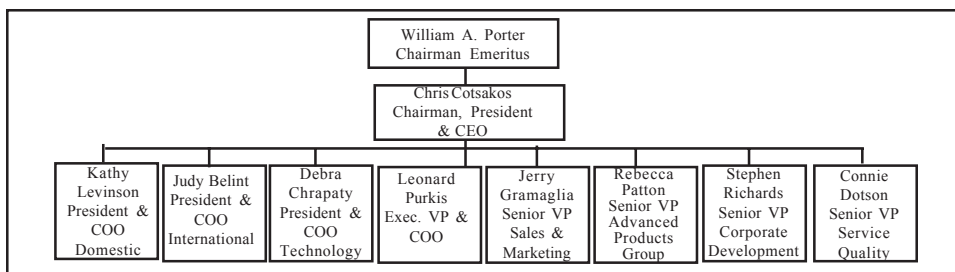 William A. Porter
Chairman Emeritus
Chris Cotsakos
Chairman, President
& CEO
Kathy
Levinson
President &
COO
Domestic
Judy Belint
President &
COO
International
Debra
Chrapaty
President &
COO
Technology
Leonard
Purkis
Exec. VP &
COO
Jerry
Gramaglia
Senior VP
Sales &
Marketing
Rebecca
Patton
Senior VP
Advanced
Products
Group
Stephen
Richards
Senior VP
Corporate
Development
Connie
Dotson
Senior VP
Service
Quality